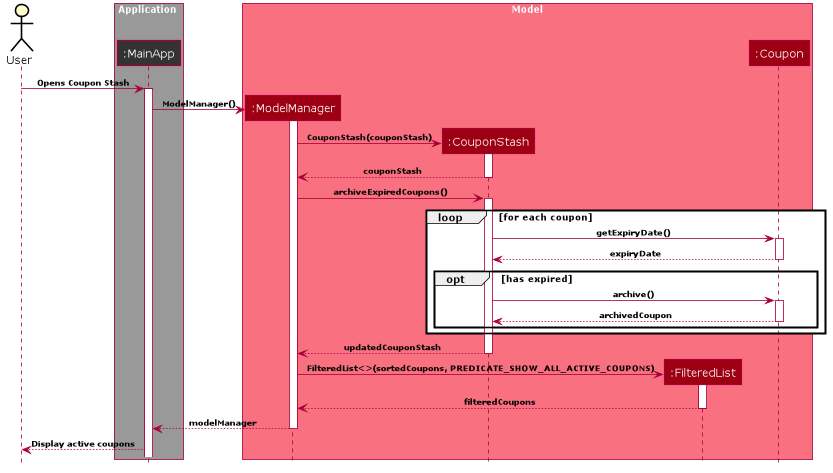 Application
Model
User
:MainApp
:Coupon
Opens Coupon Stash
ModelManager()
:ModelManager
CouponStash(couponStash)
:CouponStash
couponStash
archiveExpiredCoupons()
loop [for each coupon]
getExpiryDate()
expiryDate
opt [has expired]
archive()
archivedCoupon
updatedCouponStash
FilteredList<>(sortedCoupons, PREDICATE_SHOW_ALL_ACTIVE_COUPONS)
:FilteredList
filteredCoupons
modelManager
Display active coupons